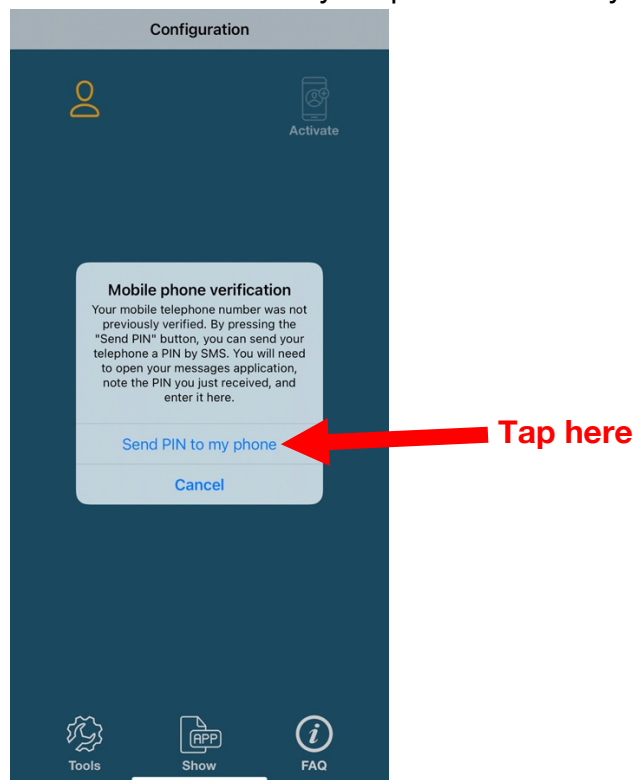 Configuration
Activate
Mobile phone verification
Your mobile telephone number was not
previously verified. By pressing the
"Send PIN" button, you can send your
telephone a PIN by SMS. You will need
to open your messages application,
note the PIN you just received, and
enter it here.
Send PIN to my phone
Tap here
Cancel
APP
Tools
Show
FAQ